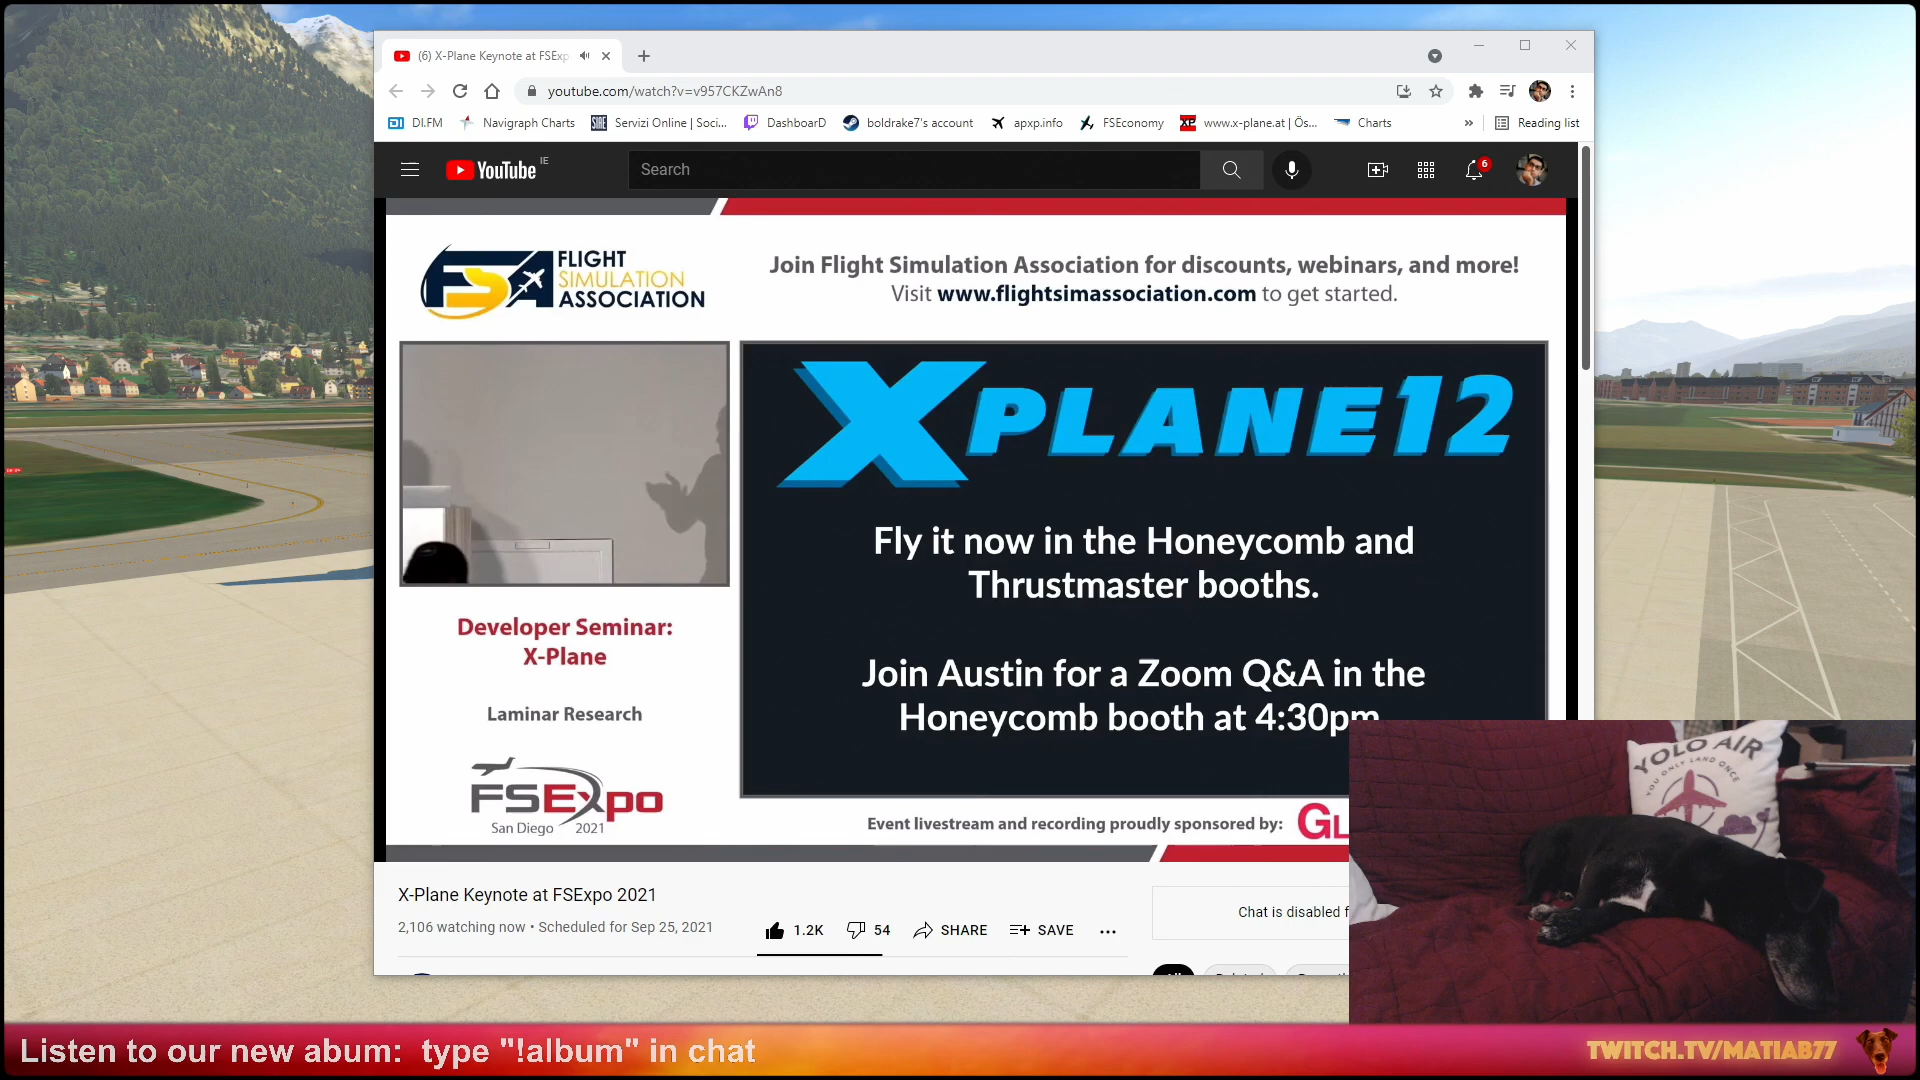 (6) X-Plane Keynote at FSExp
youtube.com/watch?v=v957CKZwAn8
DI.FM
Navigraph Charts
Servizi Online | Soci...
DashboarD
boldrake7's account
apxp.info
FSEconomy
www.x-plane.at | Ös...
Charts
»
Reading list
YouTube IE
Search
6
FSA FLIGHT
SIMULATION
ASSOCIATION
Join Flight Simulation Association for discounts, webinars, and more!
Visit www.flightsimassociation.com to get started.
X PLANE12
Fly it now in the Honeycomb and
Thrustmaster booths.
Join Austin for a Zoom Q&A in the
Honeycomb booth at 4:30pm
Developer Seminar:
X-Plane
Laminar Research
FSExpo
San Diego 2021
Event livestream and recording proudly sponsored by:
X-Plane Keynote at FSExpo 2021
2,106 watching now • Scheduled for Sep 25, 2021
1.2K
54
SHARE
SAVE
Chat is disabled f
YOLO AIR
YOU ONLY LAND ONCE
Listen to our new abum: type "!album" in chat
TWITCH.TV/MATIAB77